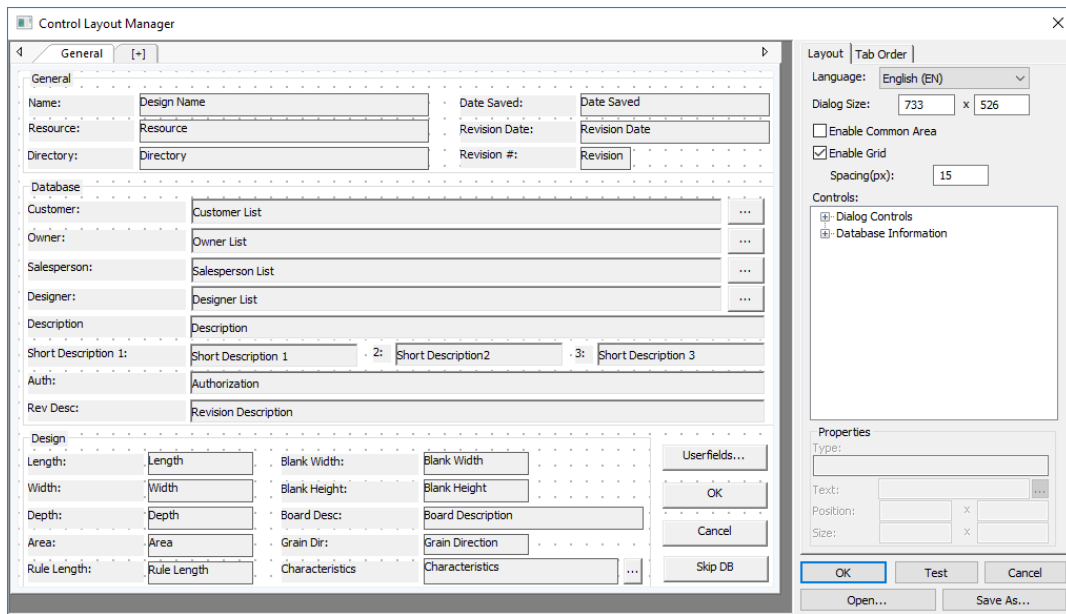 Control Layout Manager
General [+]
General
Name: Design Name Date Saved: Date Saved
Resource: Resource Revision Date: Revision Date
Directory: Directory Revision #: Revision
Database
Customer: Customer List ...
Owner: Owner List ...
Salesperson: Salesperson List ...
Designer: Designer List ...
Description Description
Short Description 1: Short Description 1 2: Short Description2 3: Short Description 3
Auth: Authorization
Rev Desc: Revision Description
Design
Length: Length Blank Width: Blank Width
Width: Width Blank Height: Blank Height
Depth: Depth Board Desc: Board Description
Area: Area Grain Dir: Grain Direction
Rule Length: Rule Length Characteristics Characteristics ...
Userfields...
OK
Cancel
Skip DB
Layout Tab Order
Language: English (EN)
Dialog Size: 733 x 526
Enable Common Area
Enable Grid
Spacing(px): 15
Controls:
Dialog Controls
Database Information
Properties
Type:
Text: ...
Position: x
Size: x
OK Test Cancel
Open... Save As...